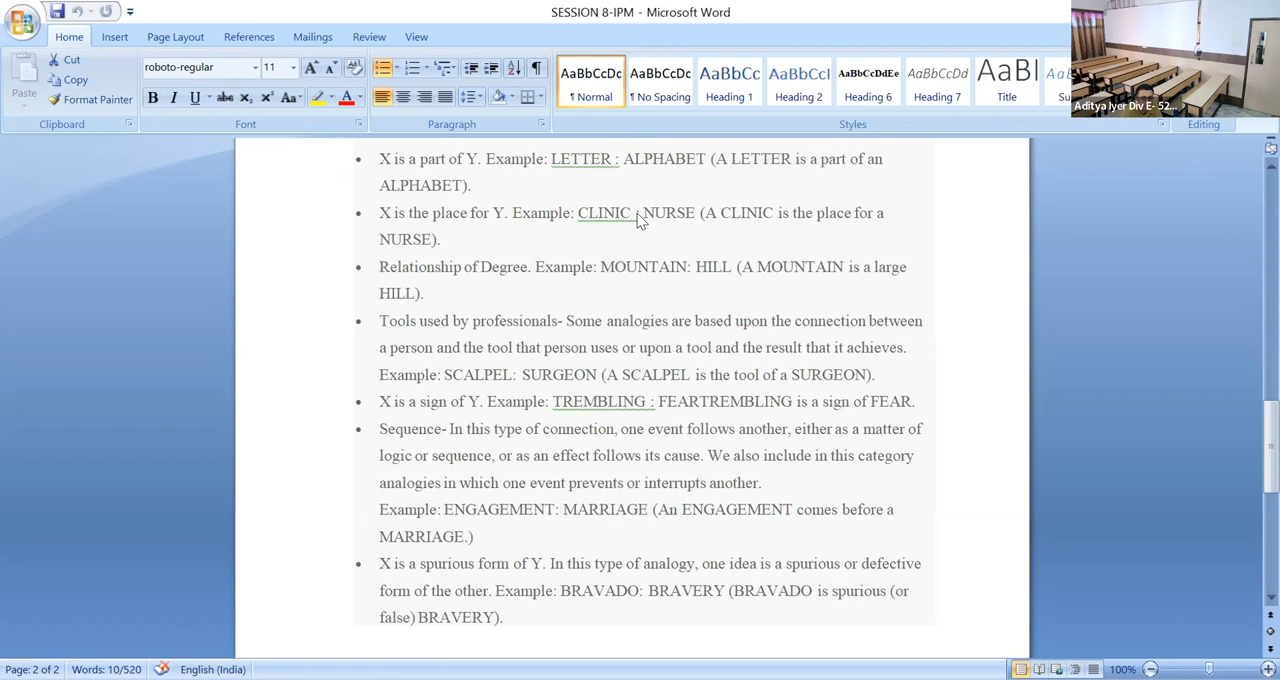 SESSION 8-IPM - Microsoft Word
Home Insert Page Layout References Mailings Review View
Paste
Cut
Copy
Format Painter
Clipboard
roboto-regular 11
Font
Paragraph
AaBbCcDc AaBbCcDc AaBbCc AaBbCcI AaBbCcDdEe AaBbCcDd AaBl
¶ Normal ¶ No Spacing Heading 1 Heading 2 Heading 6 Heading 7 Title Su
Styles
Editing
Aditya Iyer Div E- 52...
• X is a part of Y. Example: LETTER : ALPHABET (A LETTER is a part of an
ALPHABET).
• X is the place for Y. Example: CLINIC : NURSE (A CLINIC is the place for a
NURSE).
• Relationship of Degree. Example: MOUNTAIN: HILL (A MOUNTAIN is a large
HILL).
• Tools used by professionals- Some analogies are based upon the connection between
a person and the tool that person uses or upon a tool and the result that it achieves.
Example: SCALPEL: SURGEON (A SCALPEL is the tool of a SURGEON).
• X is a sign of Y. Example: TREMBLING : FEARTREMBLING is a sign of FEAR.
• Sequence- In this type of connection, one event follows another, either as a matter of
logic or sequence, or as an effect follows its cause. We also include in this category
analogies in which one event prevents or interrupts another.
Example: ENGAGEMENT: MARRIAGE (An ENGAGEMENT comes before a
MARRIAGE.)
• X is a spurious form of Y. In this type of analogy, one idea is a spurious or defective
form of the other. Example: BRAVADO: BRAVERY (BRAVADO is spurious (or
false) BRAVERY).
Page: 2 of 2 Words: 10/520 English (India) 100%